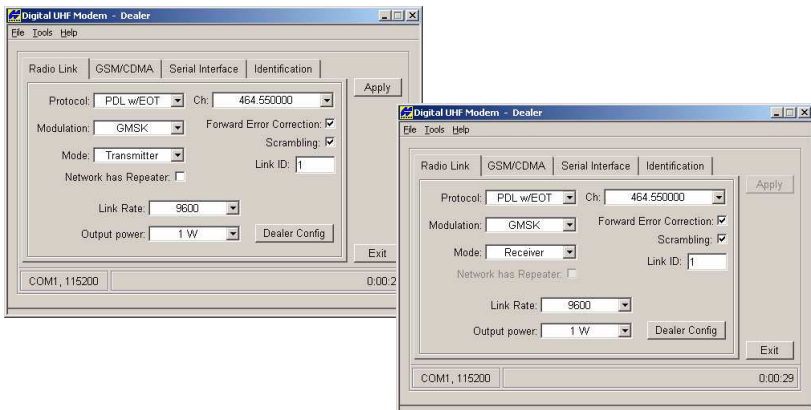 Digital UHF Modem - Dealer
File Tools Help
Radio Link GSM/CDMA Serial Interface Identification
Apply
Protocol: PDL w/EOT Ch: 464.550000
Modulation: GMSK Forward Error Correction:
Scrambling:
Mode: Transmitter Link ID: 1
Network has Repeater:
Link Rate: 9600
Output power: 1 W Dealer Config
Exit
COM1, 115200 0:00:2
Digital UHF Modem - Dealer
File Tools Help
Radio Link GSM/CDMA Serial Interface Identification
Apply
Protocol: PDL w/EOT Ch: 464.550000
Modulation: GMSK Forward Error Correction:
Scrambling:
Mode: Receiver Link ID: 1
Network has Repeater:
Link Rate: 9600
Output power: 1 W Dealer Config
Exit
COM1, 115200 0:00:29